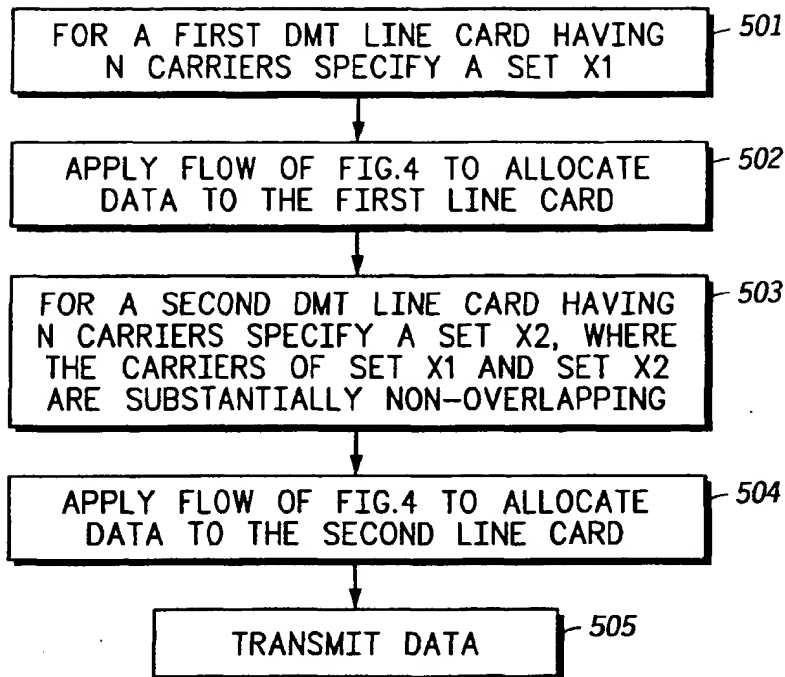 FOR A FIRST DMT LINE CARD HAVING
N CARRIERS SPECIFY A SET X1
501
APPLY FLOW OF FIG.4 TO ALLOCATE
DATA TO THE FIRST LINE CARD
502
FOR A SECOND DMT LINE CARD HAVING
N CARRIERS SPECIFY A SET X2, WHERE
THE CARRIERS OF SET X1 AND SET X2
ARE SUBSTANTIALLY NON-OVERLAPPING
503
APPLY FLOW OF FIG.4 TO ALLOCATE
DATA TO THE SECOND LINE CARD
504
TRANSMIT DATA
505